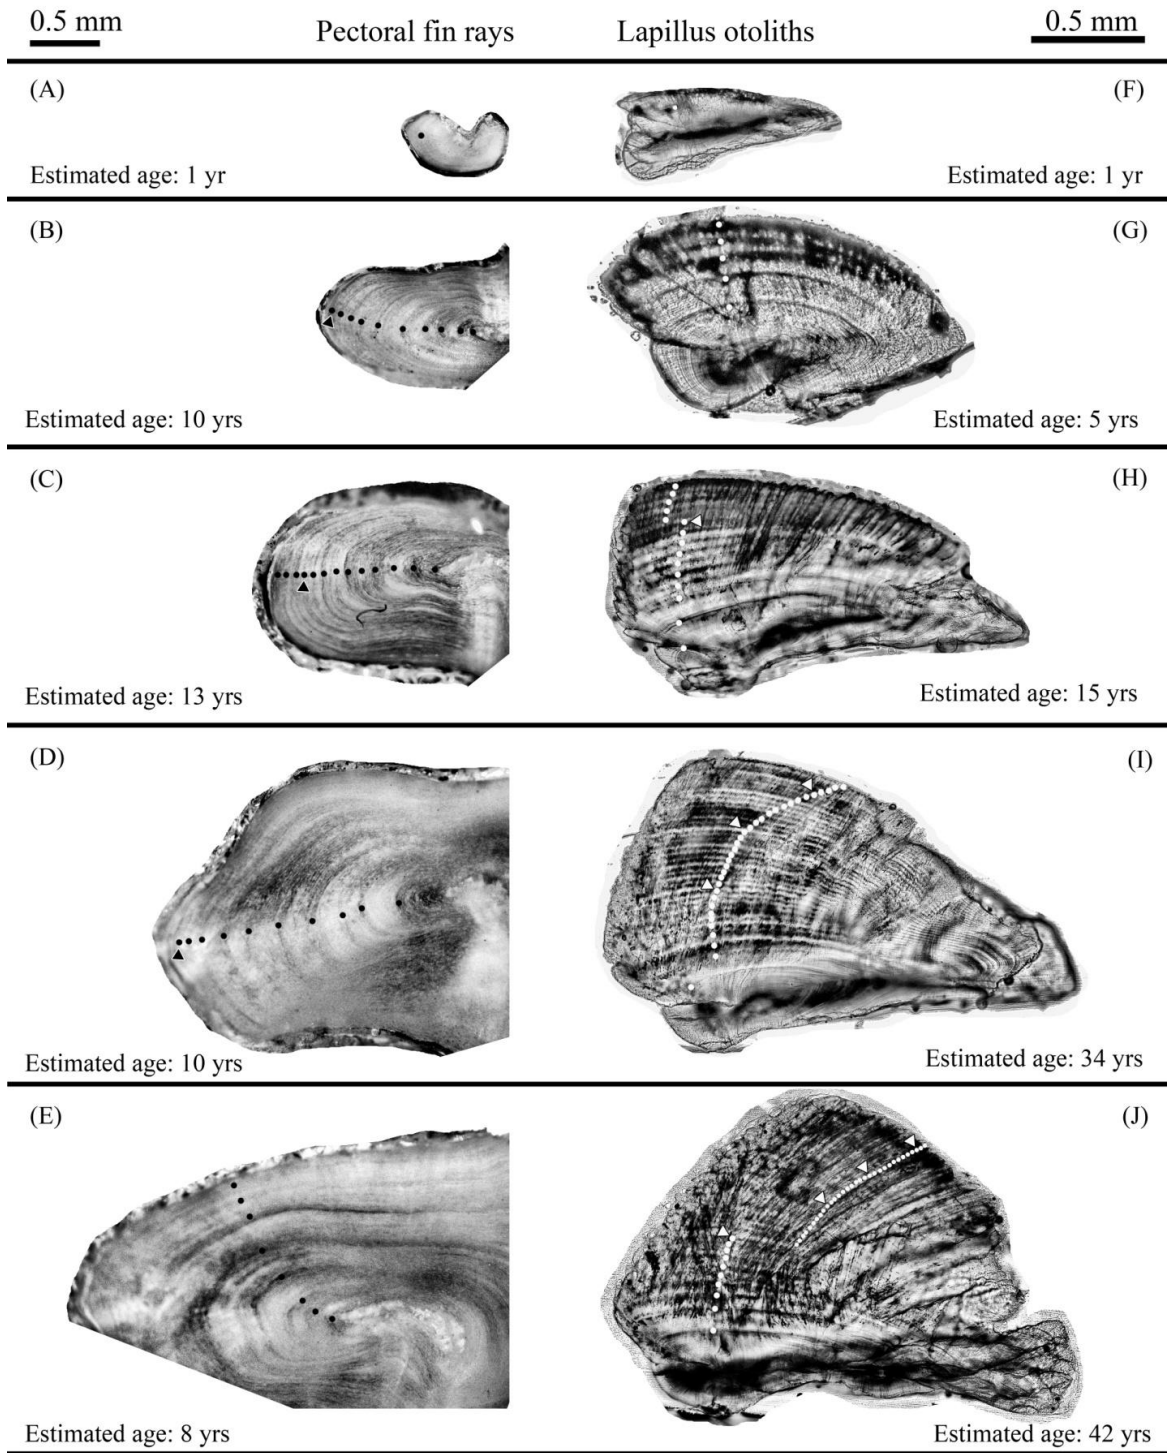 0.5 mm Pectoral fin rays Lapillus otoliths 0.5 mm
(A) (F)
Estimated age: 1 yr Estimated age: 1 yr
(B) (G)
Estimated age: 10 yrs Estimated age: 5 yrs
(C) (H)
Estimated age: 13 yrs Estimated age: 15 yrs
(D) (I)
Estimated age: 10 yrs Estimated age: 34 yrs
(E) (J)
Estimated age: 8 yrs Estimated age: 42 yrs